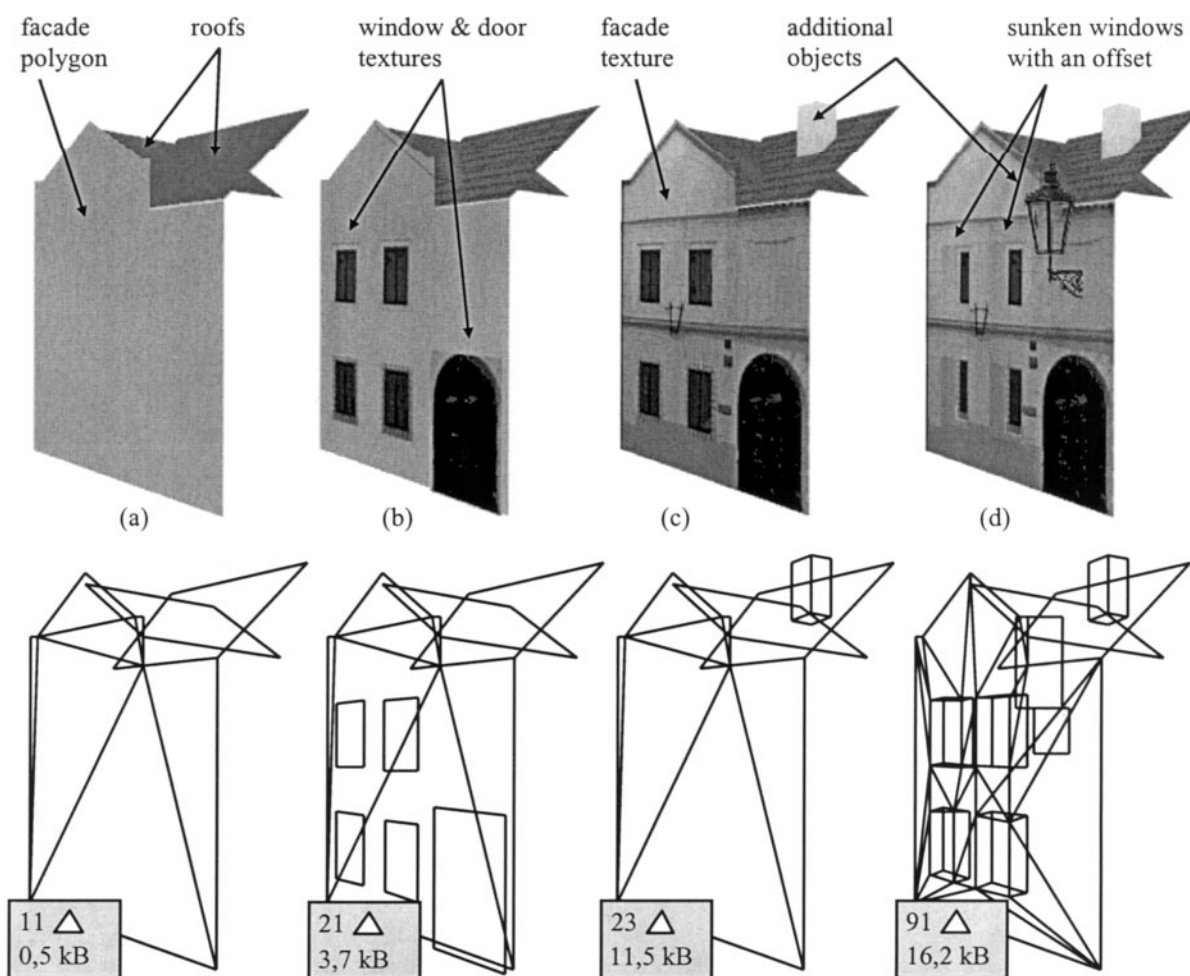 facade
polygon
roofs
window & door
textures
facade
texture
additional
objects
sunken windows
with an offset
(a)
(b)
(c)
(d)
11 △
0,5 kB
21 △
3,7 kB
23 △
11,5 kB
91 △
16,2 kB